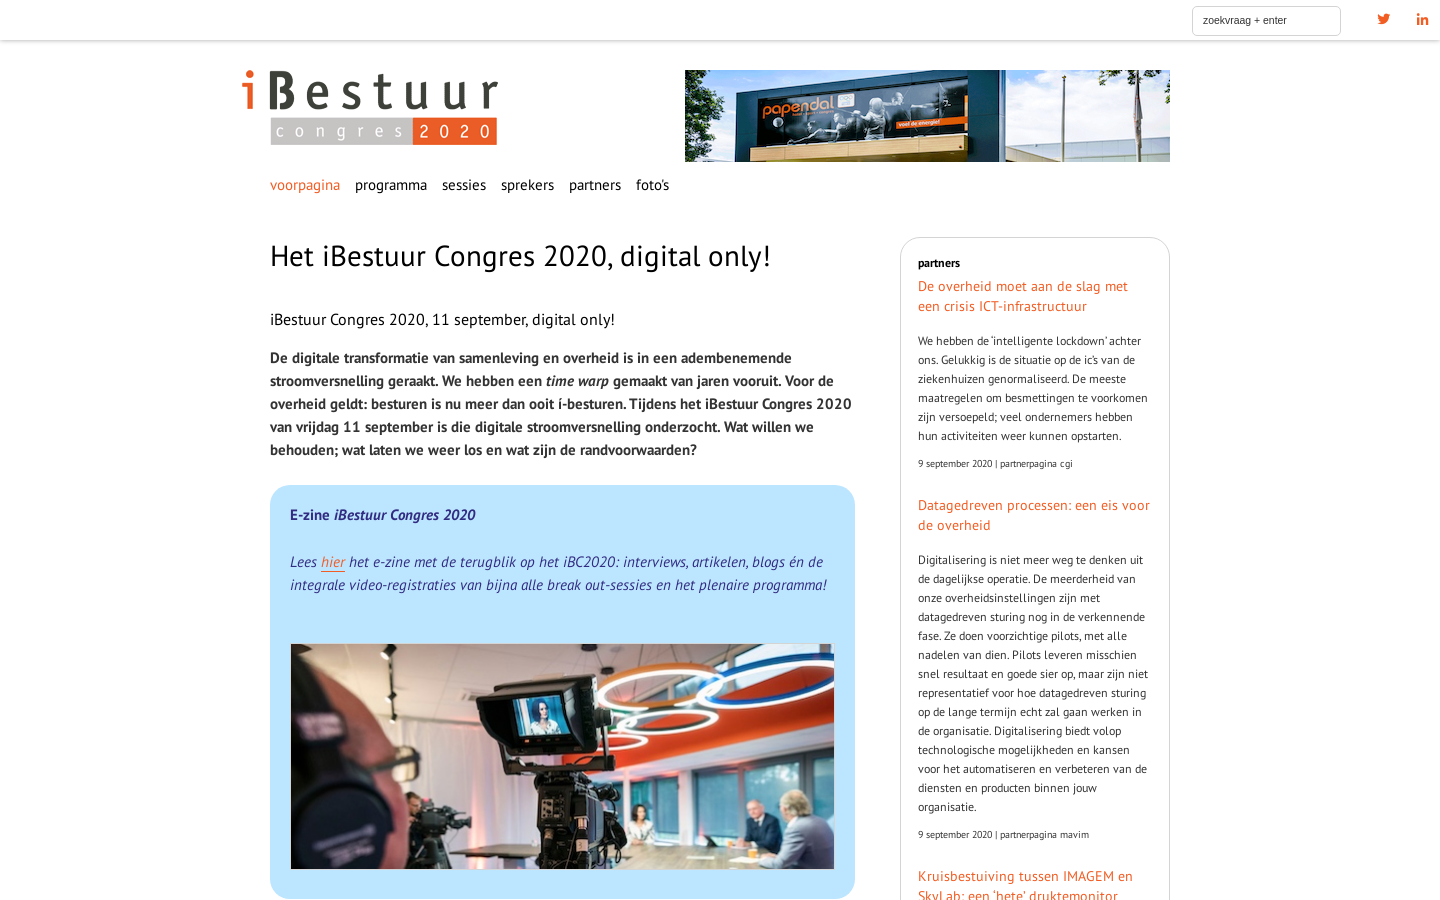 zoekvraag + enter
iBestuur
congres 2020
papendal
voel de energie!
voorpagina programma sessies sprekers partners foto's
Het iBestuur Congres 2020, digital only!
iBestuur Congres 2020, 11 september, digital only!
De digitale transformatie van samenleving en overheid is in een adembenemende
stroomversnelling geraakt. We hebben een time warp gemaakt van jaren vooruit. Voor de
overheid geldt: besturen is nu meer dan ooit í-besturen. Tijdens het iBestuur Congres 2020
van vrijdag 11 september is die digitale stroomversnelling onderzocht. Wat willen we
behouden; wat laten we weer los en wat zijn de randvoorwaarden?
E-zine iBestuur Congres 2020
Lees hier het e-zine met de terugblik op het iBC2020: interviews, artikelen, blogs én de
integrale video-registraties van bijna alle break out-sessies en het plenaire programma!
partners
De overheid moet aan de slag met
een crisis ICT-infrastructuur
We hebben de ‘intelligente lockdown’ achter
ons. Gelukkig is de situatie op de ic’s van de
ziekenhuizen genormaliseerd. De meeste
maatregelen om besmettingen te voorkomen
zijn versoepeld; veel ondernemers hebben
hun activiteiten weer kunnen opstarten.
9 september 2020 | partnerpagina cgi
Datagedreven processen: een eis voor
de overheid
Digitalisering is niet meer weg te denken uit
de dagelijkse operatie. De meerderheid van
onze overheidsinstellingen zijn met
datagedreven sturing nog in de verkennende
fase. Ze doen voorzichtige pilots, met alle
nadelen van dien. Pilots leveren misschien
snel resultaat en goede sier op, maar zijn niet
representatief voor hoe datagedreven sturing
op de lange termijn echt zal gaan werken in
de organisatie. Digitalisering biedt volop
technologische mogelijkheden en kansen
voor het automatiseren en verbeteren van de
diensten en producten binnen jouw
organisatie.
9 september 2020 | partnerpagina mavim
Kruisbestuiving tussen IMAGEM en
SkyLab: een ‘hete’ druktemonitor